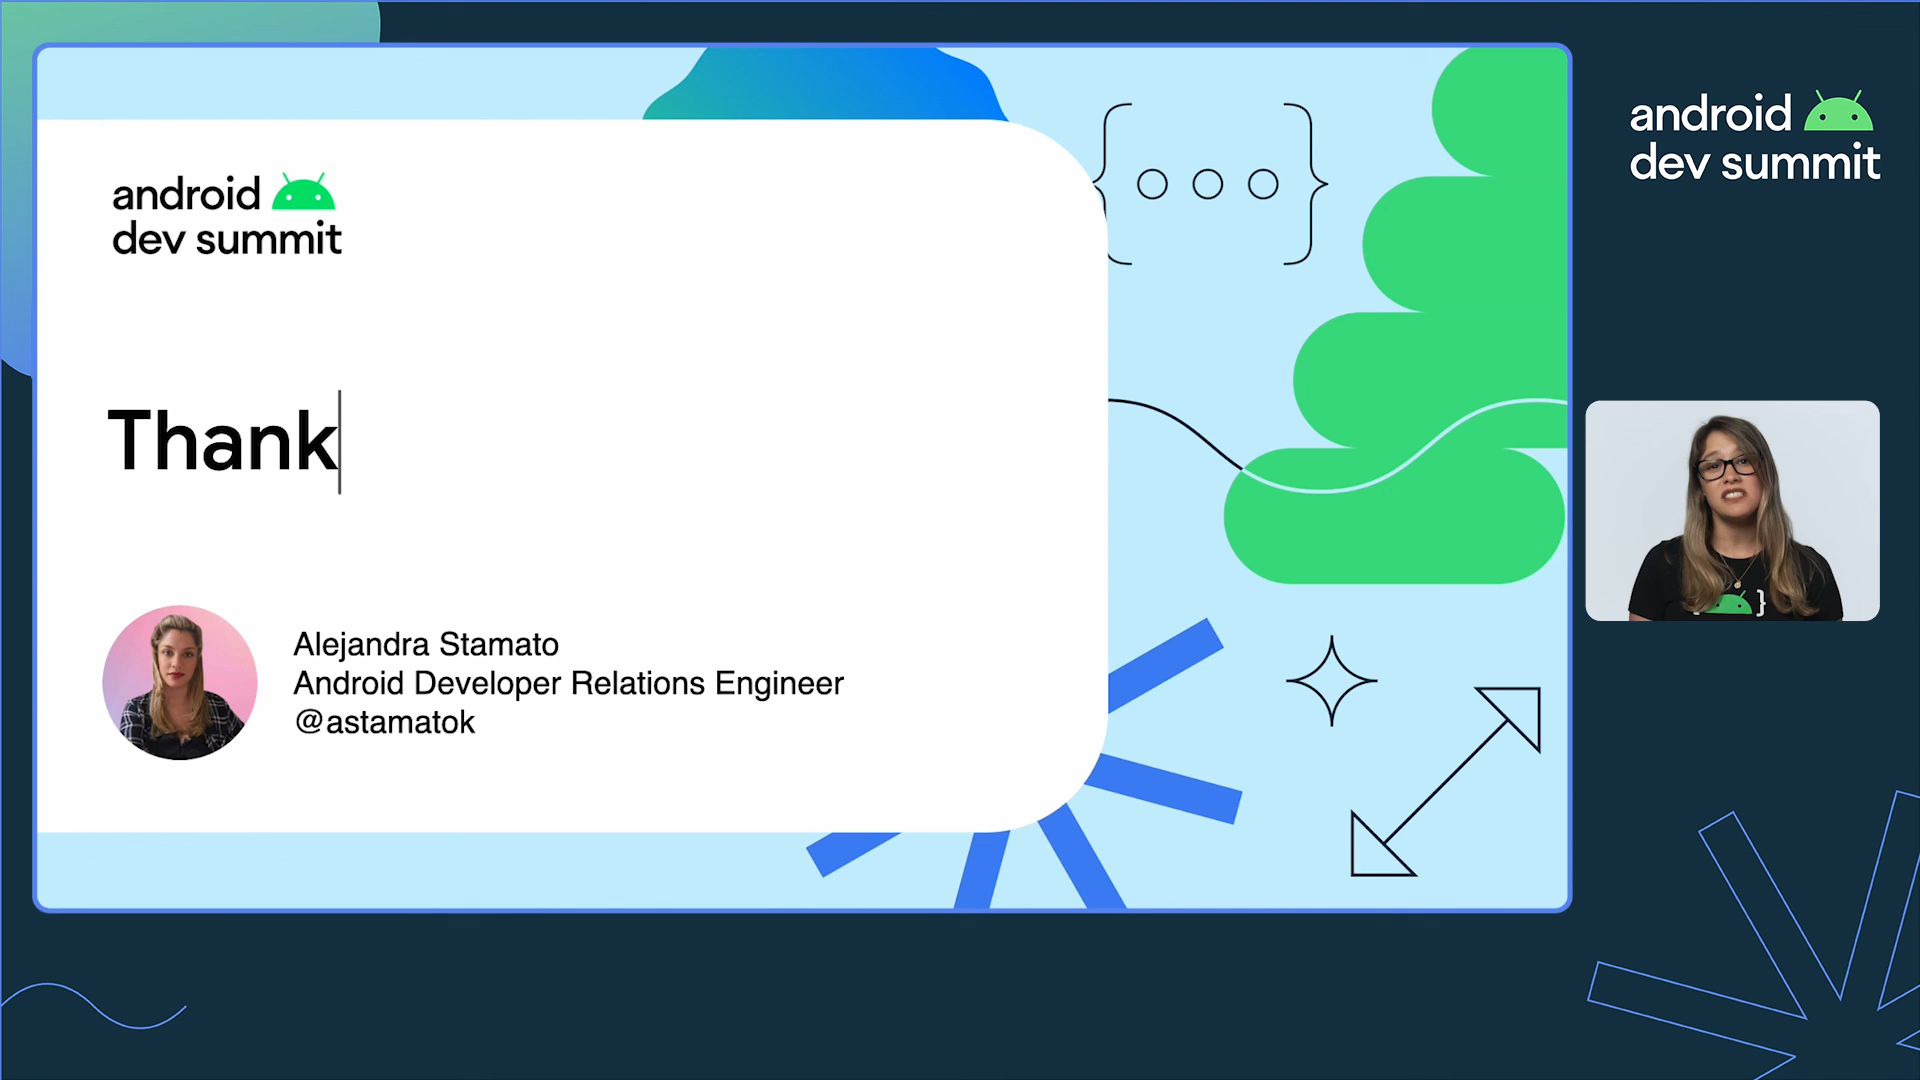 android
dev summit
Thank
Alejandra Stamato
Android Developer Relations Engineer
@astamatok
android
dev summit